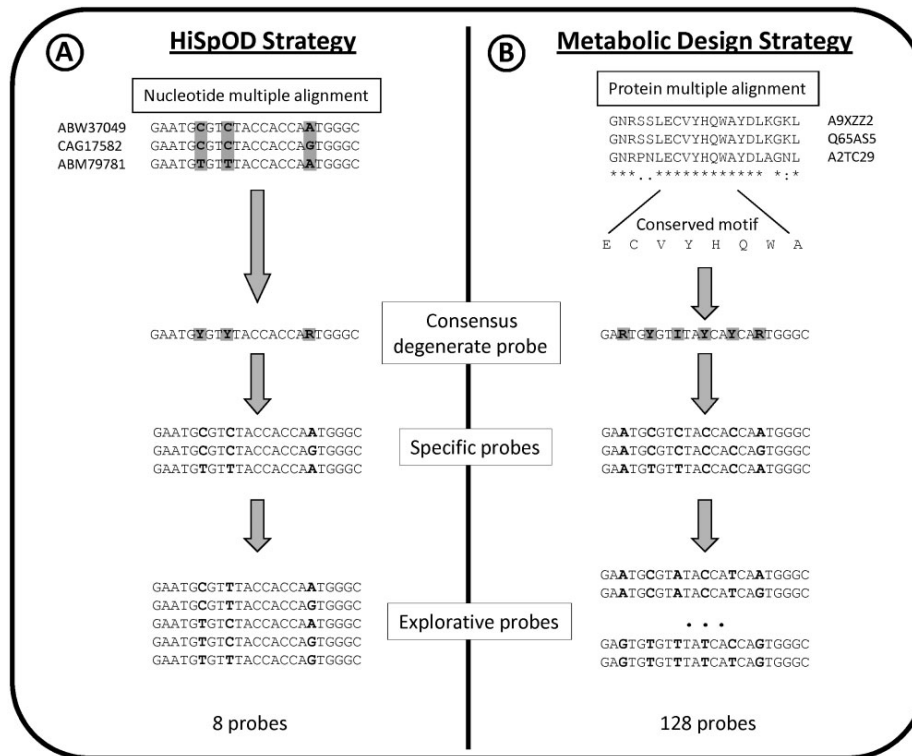 A
HiSpOD Strategy
Nucleotide multiple alignment
ABW37049 GAATGCGTCTACCACCAATGGGC
CAG17582 GAATGCGTCTACCACCAGTGGGC
ABM79781 GAATGTGTTTACCACCAATGGGC
GAATGYGTYTACCACCARTGGGC
GAATGCGTCTACCACCAATGGGC
GAATGCGTCTACCACCAGTGGGC
GAATGTGTTTACCACCAATGGGC
GAATGCGTTTACCACCAATGGGC
GAATGCGTTTACCACCAGTGGGC
GAATGTGTCTACCACCAATGGGC
GAATGTGTCTACCACCAGTGGGC
GAATGTGTTTACCACCAGTGGGC
8 probes
Consensus
degenerate probe
Specific probes
Explorative probes
B
Metabolic Design Strategy
Protein multiple alignment
GNRSSLECVYHQWAYDLKGKL A9XZZ2
GNRSSLECVYHQWAYDLKGKL Q65AS5
GNRPNLECVYHQWAYDLAGNL A2TC29
***..************ *:*
Conserved motif
E C V Y H Q W A
GARTGYGTITAYCAYCARTGGGC
GAATGCGTCTACCACCAATGGGC
GAATGCGTCTACCACCAGTGGGC
GAATGTGTTTACCACCAATGGGC
GAATGCGTATACCATCAATGGGC
GAATGCGTATACCATCAGTGGGC
• • •
GAGTGTGTTTATCACCAGTGGGC
GAGTGTGTTTATCATCAGTGGGC
128 probes